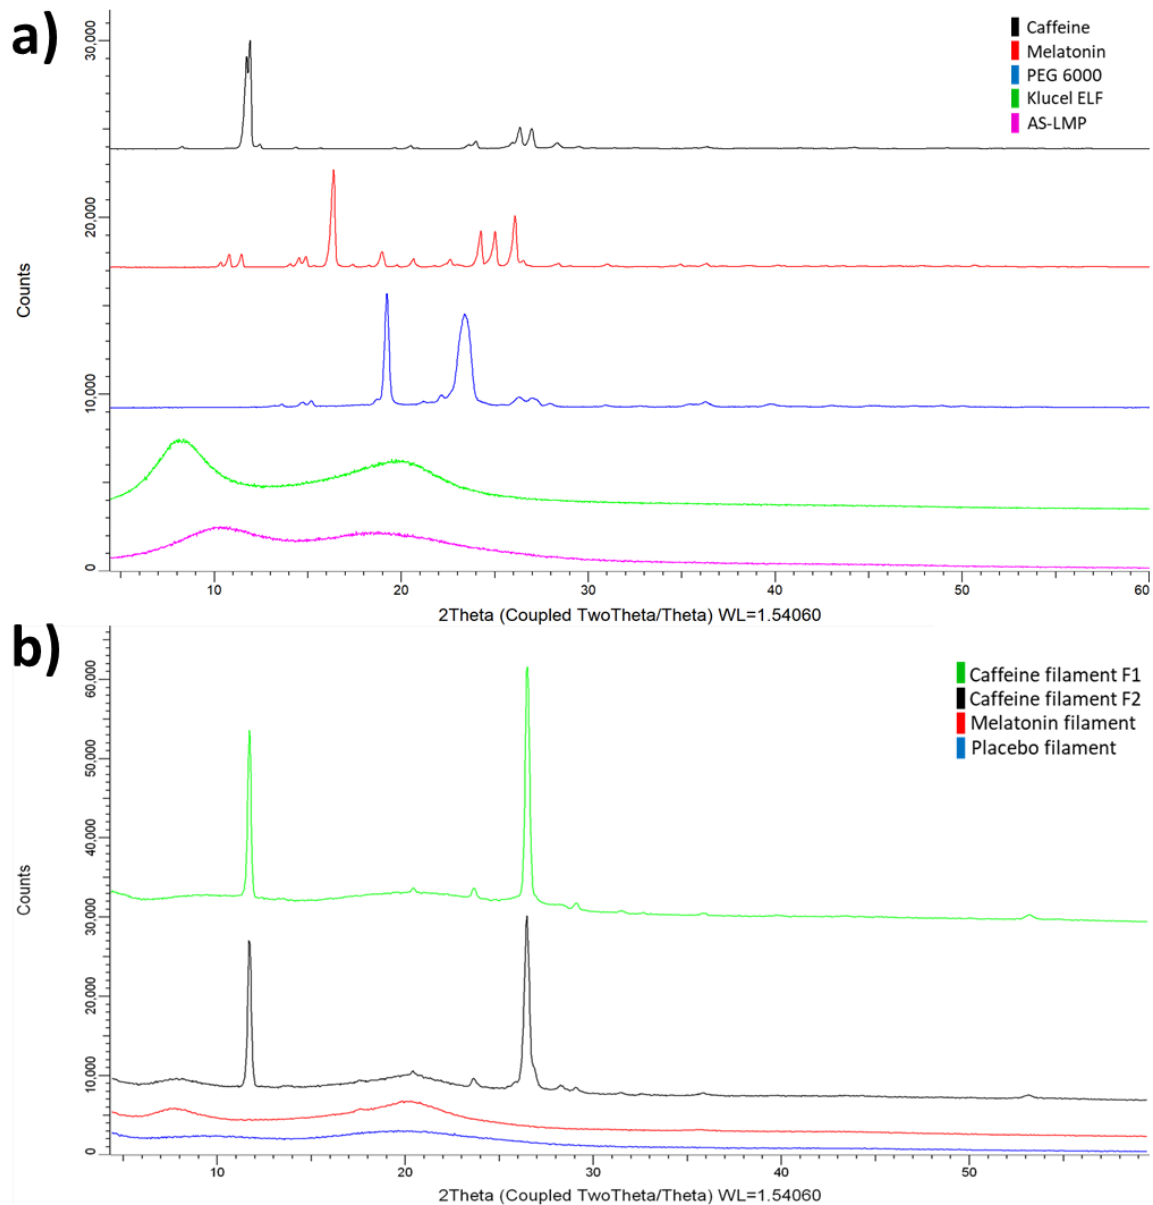 a)
Caffeine
Melatonin
PEG 6000
Klucel ELF
AS-LMP
30,000
20,000
10,000
0
Counts
10 20 30 40 50 60
2Theta (Coupled TwoTheta/Theta) WL=1.54060
b)
Caffeine filament F1
Caffeine filament F2
Melatonin filament
Placebo filament
60,000
50,000
40,000
30,000
20,000
10,000
0
Counts
10 20 30 40 50
2Theta (Coupled TwoTheta/Theta) WL=1.54060